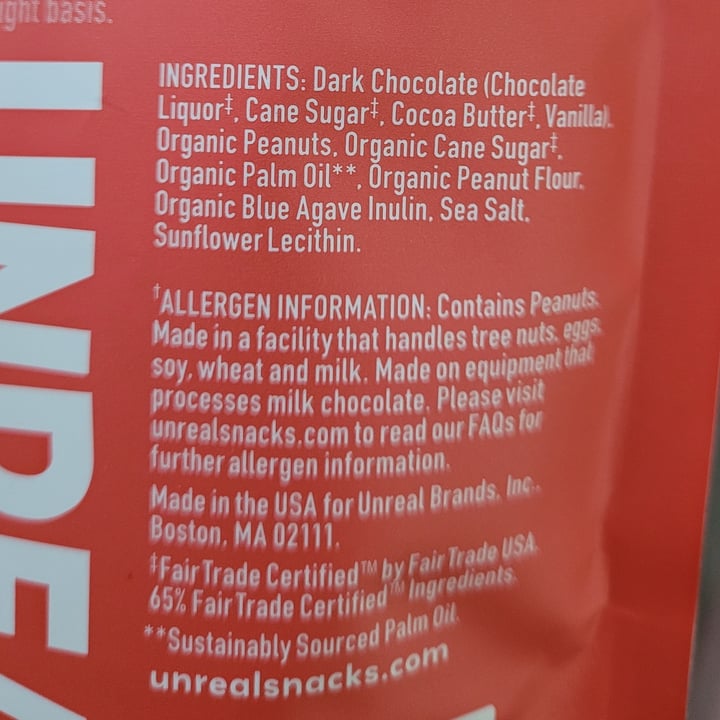 ight basis.
UNREA
INGREDIENTS: Dark Chocolate (Chocolate
Liquor‡, Cane Sugar‡, Cocoa Butter‡, Vanilla),
Organic Peanuts, Organic Cane Sugar‡,
Organic Palm Oil**, Organic Peanut Flour,
Organic Blue Agave Inulin, Sea Salt,
Sunflower Lecithin.
†ALLERGEN INFORMATION: Contains Peanuts.
Made in a facility that handles tree nuts, eggs,
soy, wheat and milk. Made on equipment that
processes milk chocolate. Please visit
unrealsnacks.com to read our FAQs for
further allergen information.
Made in the USA for Unreal Brands, Inc.,
Boston, MA 02111.
‡Fair Trade Certified™ by Fair Trade USA.
65% Fair Trade Certified™ Ingredients.
**Sustainably Sourced Palm Oil.
unrealsnacks.com